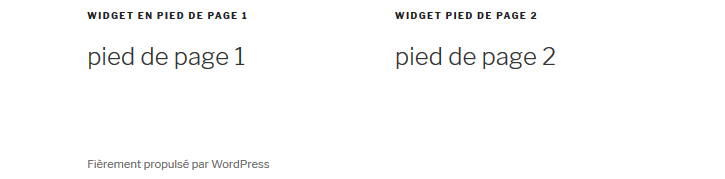 WIDGET EN PIED DE PAGE 1
pied de page 1
WIDGET PIED DE PAGE 2
pied de page 2
Fièrement propulsé par WordPress